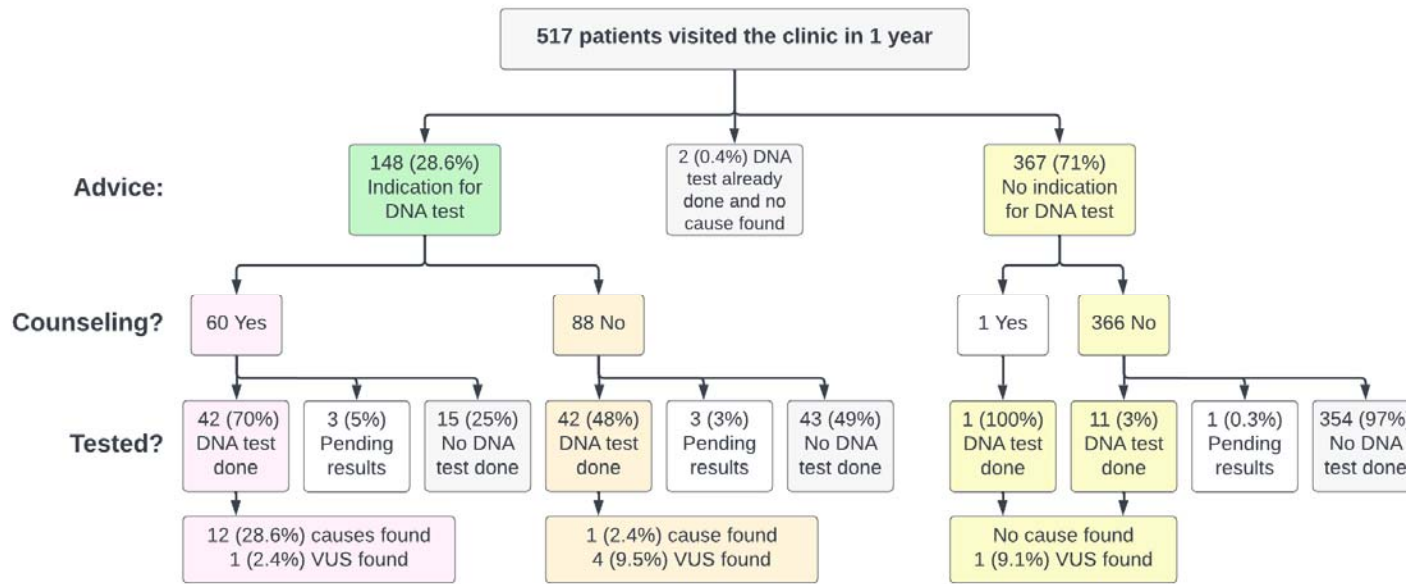 517 patients visited the clinic in 1 year
Advice:
148 (28.6%)
Indication for
DNA test
2 (0.4%) DNA
test already
done and no
cause found
367 (71%)
No indication
for DNA test
Counseling?
60 Yes
88 No
1 Yes
366 No
Tested?
42 (70%)
DNA test
done
3 (5%)
Pending
results
15 (25%)
No DNA
test done
42 (48%)
DNA test
done
3 (3%)
Pending
results
43 (49%)
No DNA
test done
1 (100%)
DNA test
done
11 (3%)
DNA test
done
1 (0.3%)
Pending
results
354 (97%)
No DNA
test done
12 (28.6%) causes found
1 (2.4%) VUS found
1 (2.4%) cause found
4 (9.5%) VUS found
No cause found
1 (9.1%) VUS found